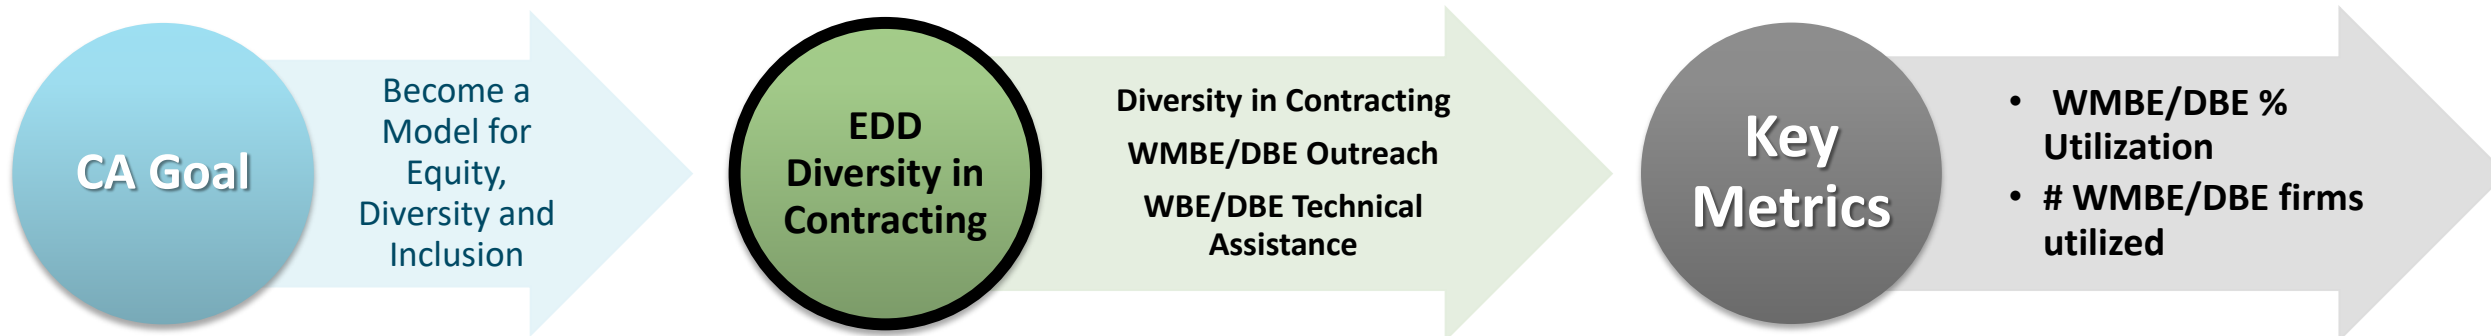 CA Goal
Become a
Model for
Equity,
Diversity and
Inclusion
EDD
Diversity in
Contracting
Diversity in Contracting
WMBE/DBE Outreach
WBE/DBE Technical
Assistance
Key
Metrics
• WMBE/DBE %
Utilization
• # WMBE/DBE firms
utilized